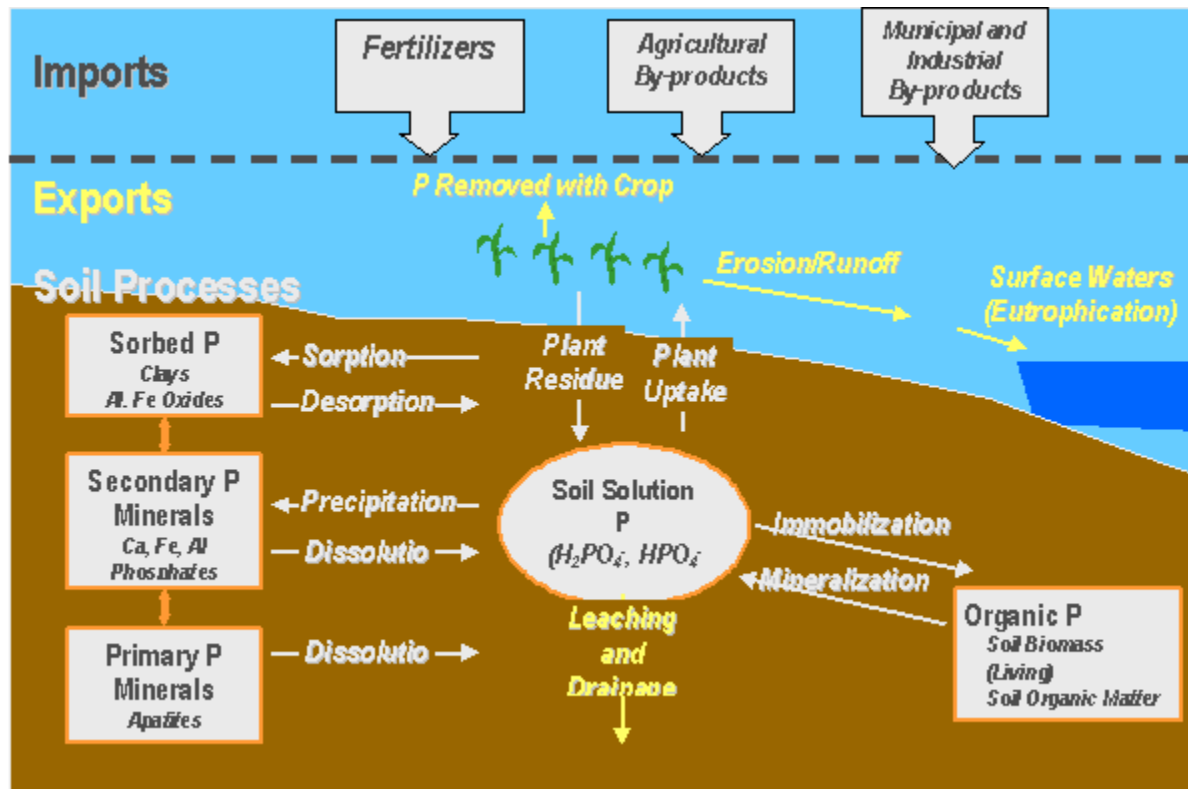 Imports
Fertilizers
Agricultural
By-products
Municipal and
Industrial
By-products
Exports
P Removed with Crop
Erosion/Runoff
Surface Waters
(Eutrophication)
Soil Processes
Sorbed P
Clays
Al. Fe Oxides
Sorption
Desorption
Plant
Residue
Plant
Uptake
Secondary P
Minerals
Ca, Fe, Al
Phosphates
Precipitation
Dissolutio
Soil Solution
P
(H₂PO₄⁻, HPO₄
Immobilization
Mineralization
Primary P
Minerals
Apatites
Dissolutio
Leaching
and
Drainage
Organic P
Soil Biomass
(Living)
Soil Organic Matter